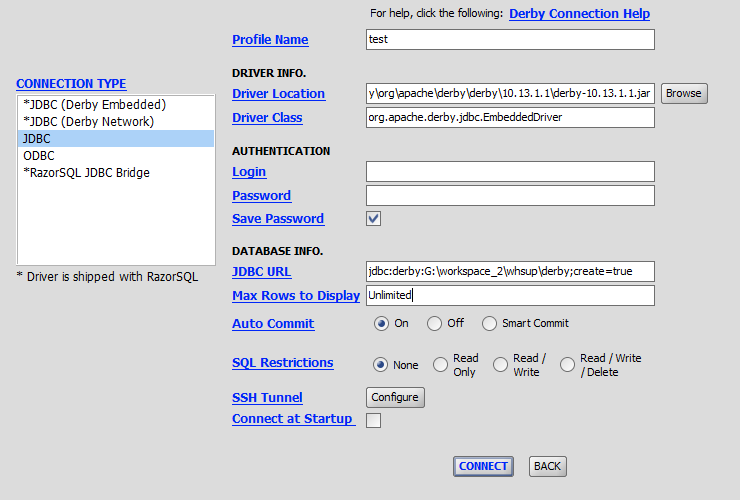 For help, click the following: Derby Connection Help
Profile Name test
CONNECTION TYPE
*JDBC (Derby Embedded)
*JDBC (Derby Network)
JDBC
ODBC
*RazorSQL JDBC Bridge
* Driver is shipped with RazorSQL
DRIVER INFO.
Driver Location y\org\apache\derby\derby\10.13.1.1\derby-10.13.1.1.jar Browse
Driver Class org.apache.derby.jdbc.EmbeddedDriver
AUTHENTICATION
Login
Password
Save Password
DATABASE INFO.
JDBC URL jdbc:derby:G:\workspace_2\whsup\derby;create=true
Max Rows to Display Unlimited
Auto Commit On Off Smart Commit
SQL Restrictions None Read Only Read / Write Read / Write / Delete
SSH Tunnel Configure
Connect at Startup
CONNECT BACK